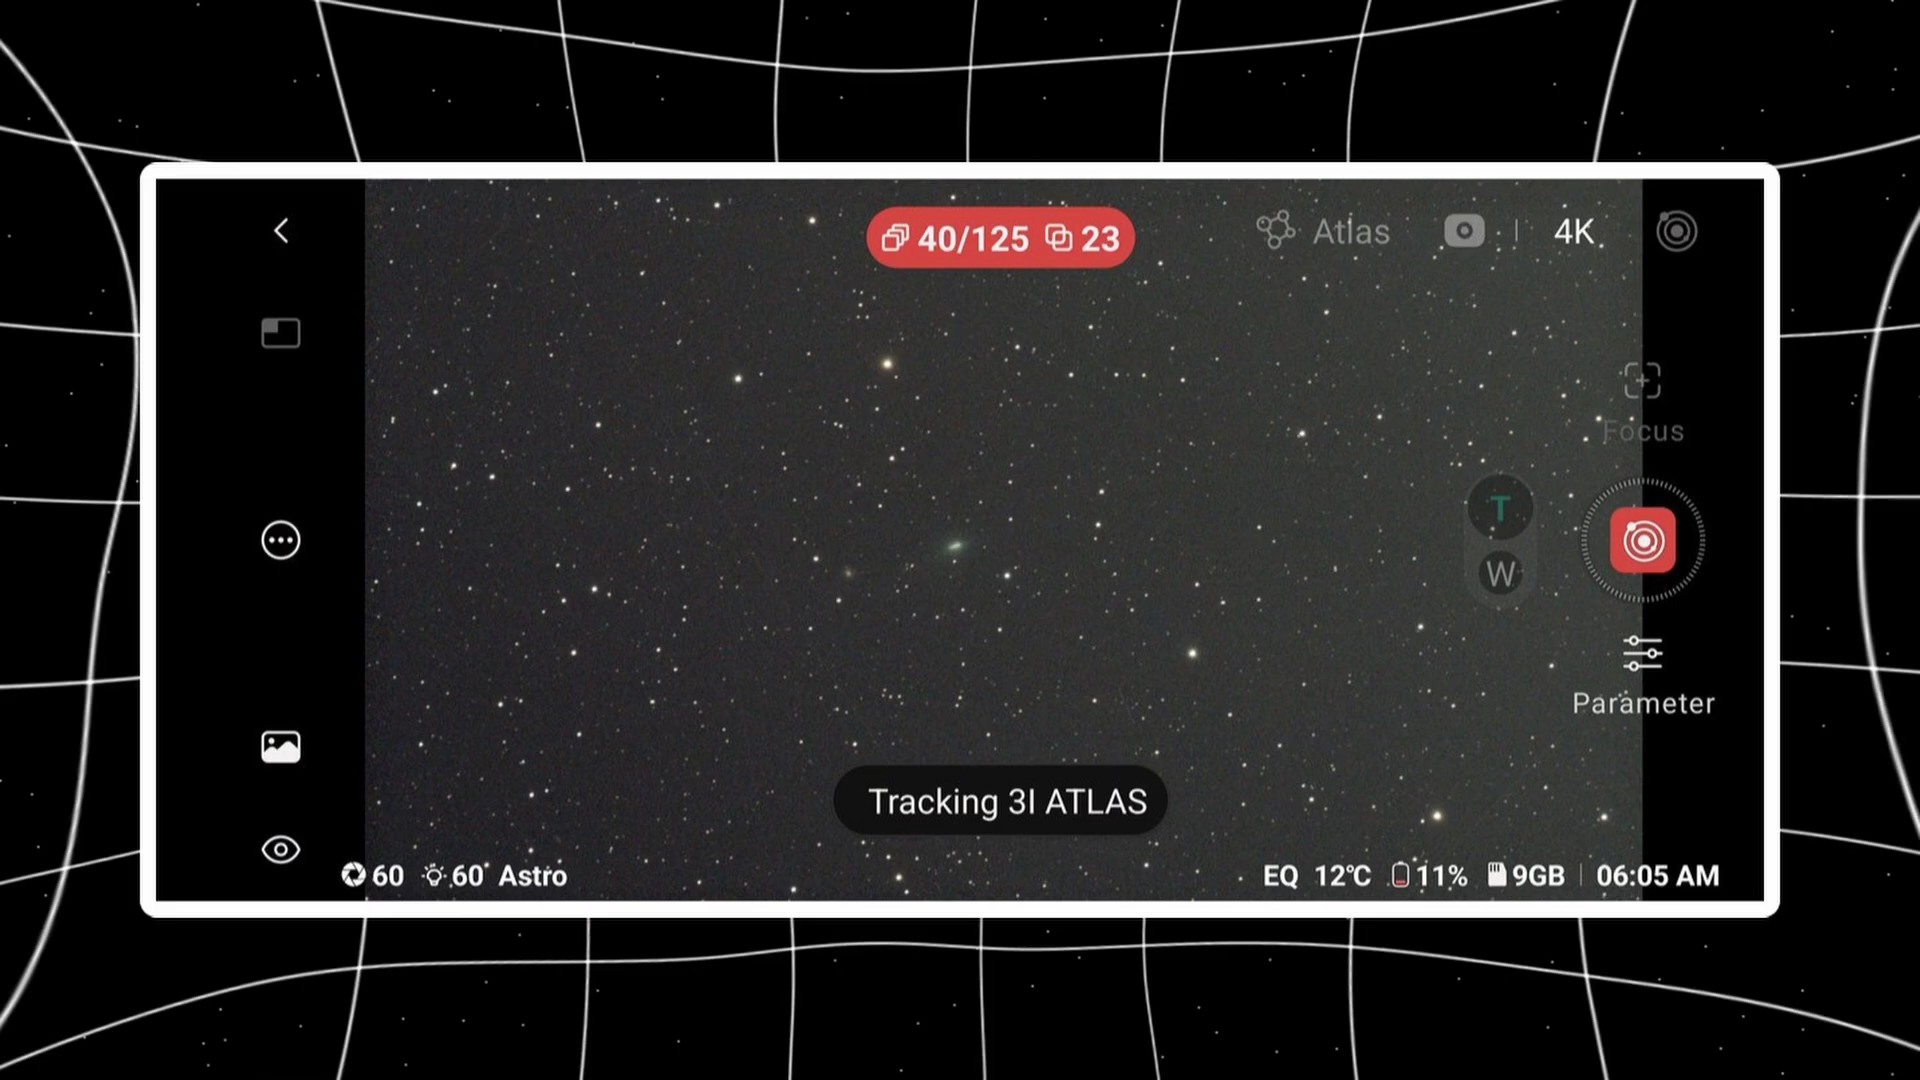 40/125 23
Atlas
4K
Focus
T
W
Parameter
Tracking 3I ATLAS
60 60 Astro
EQ 12°C 11% 9GB 06:05 AM